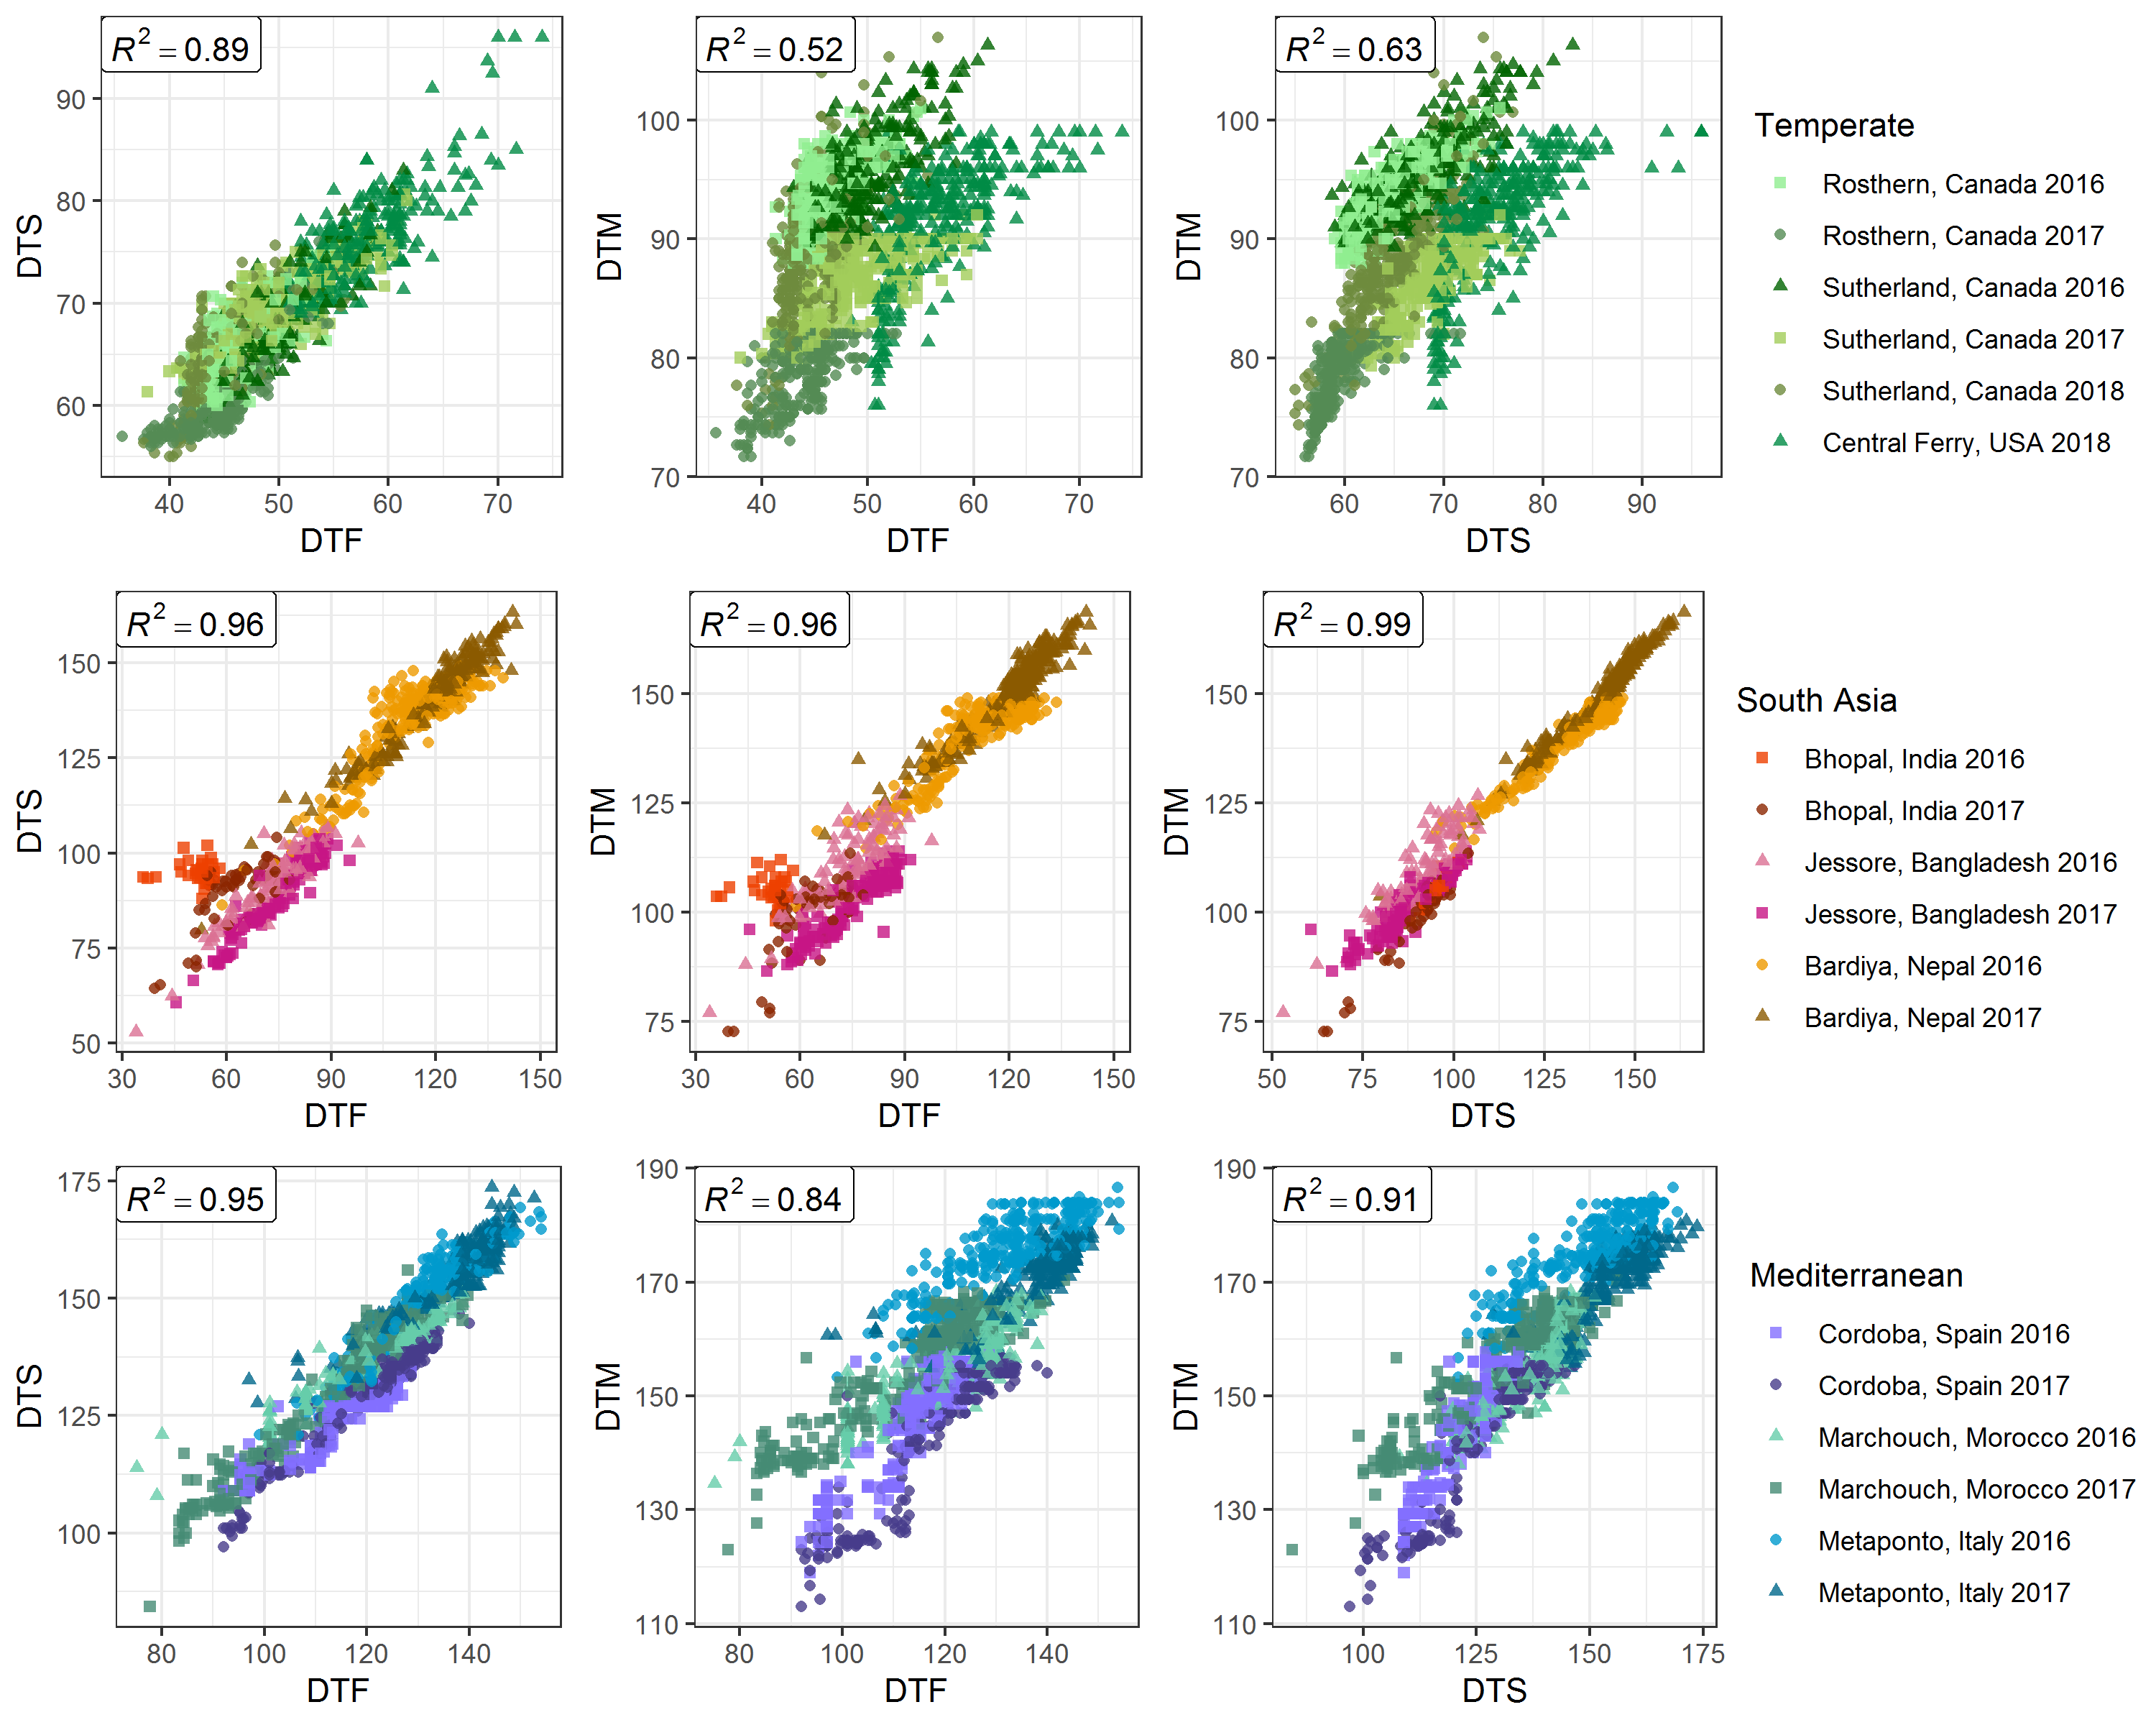 R² = 0.89
DTS
90
80
70
60
40 50 60 70
DTF
R² = 0.52
DTM
100
90
80
70
40 50 60 70
DTF
R² = 0.63
DTM
100
90
80
70
60 70 80 90
DTS
Temperate
Rosthern, Canada 2016
Rosthern, Canada 2017
Sutherland, Canada 2016
Sutherland, Canada 2017
Sutherland, Canada 2018
Central Ferry, USA 2018
R² = 0.96
DTS
150
125
100
75
50
30 60 90 120 150
DTF
R² = 0.96
DTM
150
125
100
75
30 60 90 120 150
DTF
R² = 0.99
DTM
150
125
100
75
50 75 100 125 150
DTS
South Asia
Bhopal, India 2016
Bhopal, India 2017
Jessore, Bangladesh 2016
Jessore, Bangladesh 2017
Bardiya, Nepal 2016
Bardiya, Nepal 2017
R² = 0.95
DTS
175
150
125
100
80 100 120 140
DTF
R² = 0.84
DTM
190
170
150
130
110
80 100 120 140
DTF
R² = 0.91
DTM
190
170
150
130
110
100 125 150 175
DTS
Mediterranean
Cordoba, Spain 2016
Cordoba, Spain 2017
Marchouch, Morocco 2016
Marchouch, Morocco 2017
Metaponto, Italy 2016
Metaponto, Italy 2017